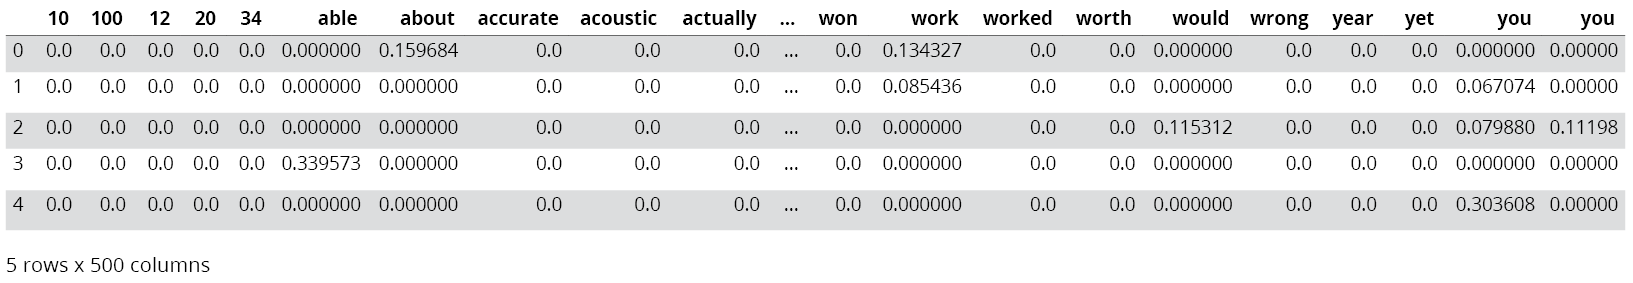 10 100 12 20 34 able about accurate acoustic actually ... won work worked worth would wrong year yet you you
0 0.0 0.0 0.0 0.0 0.0 0.000000 0.159684 0.0 0.0 0.0 ... 0.0 0.134327 0.0 0.0 0.000000 0.0 0.0 0.0 0.000000 0.00000
1 0.0 0.0 0.0 0.0 0.0 0.000000 0.000000 0.0 0.0 0.0 ... 0.0 0.085436 0.0 0.0 0.000000 0.0 0.0 0.0 0.067074 0.00000
2 0.0 0.0 0.0 0.0 0.0 0.000000 0.000000 0.0 0.0 0.0 ... 0.0 0.000000 0.0 0.0 0.115312 0.0 0.0 0.0 0.079880 0.11198
3 0.0 0.0 0.0 0.0 0.0 0.339573 0.000000 0.0 0.0 0.0 ... 0.0 0.000000 0.0 0.0 0.000000 0.0 0.0 0.0 0.000000 0.00000
4 0.0 0.0 0.0 0.0 0.0 0.000000 0.000000 0.0 0.0 0.0 ... 0.0 0.000000 0.0 0.0 0.000000 0.0 0.0 0.0 0.303608 0.00000
5 rows x 500 columns